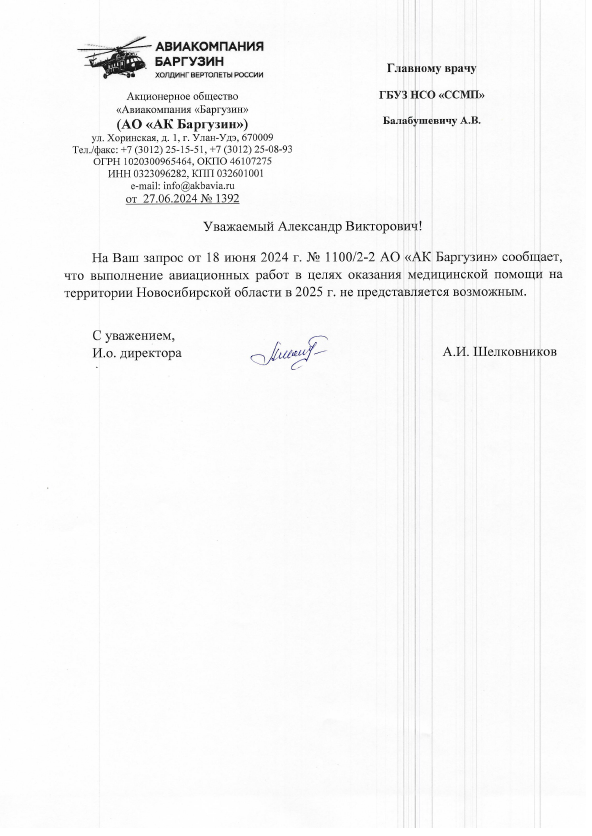 АВИАКОМПАНИЯ
БАРГУЗИН
ХОЛДИНГ ВЕРТОЛЕТЫ РОССИИ
Акционерное общество
«Авиакомпания «Баргузин»
(АО «АК Баргузин»)
ул. Хоринская, д. 1, г. Улан-Удэ, 670009
Тел./факс: +7 (3012) 25-15-51, +7 (3012) 25-08-93
ОГРН 1020300965464, ОКПО 46107275
ИНН 0323096282, КПП 032601001
e-mail: info@akbavia.ru
от 27.06.2024 № 1392
Главному врачу
ГБУЗ НСО «ССМП»
Балабушевичу А.В.
Уважаемый Александр Викторович!
На Ваш запрос от 18 июня 2024 г. № 1100/2-2 АО «АК Баргузин» сообщает,
что выполнение авиационных работ в целях оказания медицинской помощи на
территории Новосибирской области в 2025 г. не представляется возможным.
С уважением,
И.о. директора
А.И. Шелковников